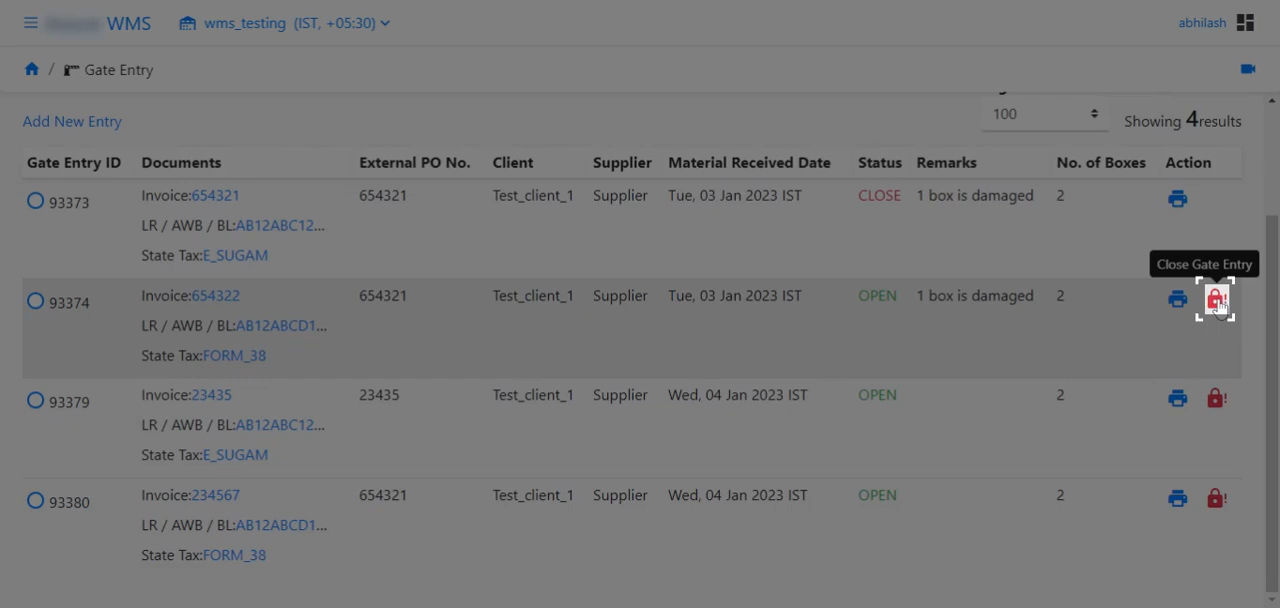 WMS wms_testing (IST, +05:30) abhilash
/ Gate Entry
Add New Entry 100 Showing 4results
Gate Entry ID Documents External PO No. Client Supplier Material Received Date Status Remarks No. of Boxes Action
93373 Invoice:654321 654321 Test_client_1 Supplier Tue, 03 Jan 2023 IST CLOSE 1 box is damaged 2
LR / AWB / BL:AB12ABC12...
State Tax:E_SUGAM
Close Gate Entry
93374 Invoice:654322 654321 Test_client_1 Supplier Tue, 03 Jan 2023 IST OPEN 1 box is damaged 2
LR / AWB / BL:AB12ABCD1...
State Tax:FORM_38
93379 Invoice:23435 23435 Test_client_1 Supplier Wed, 04 Jan 2023 IST OPEN 2
LR / AWB / BL:AB12ABC12...
State Tax:E_SUGAM
93380 Invoice:234567 654321 Test_client_1 Supplier Wed, 04 Jan 2023 IST OPEN 2
LR / AWB / BL:AB12ABCD1...
State Tax:FORM_38